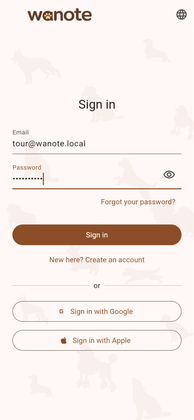 wanote
Sign in
Email
tour@wanote.local
Password
••••••••••
Forgot your password?
Sign in
New here? Create an account
or
G Sign in with Google
Sign in with Apple